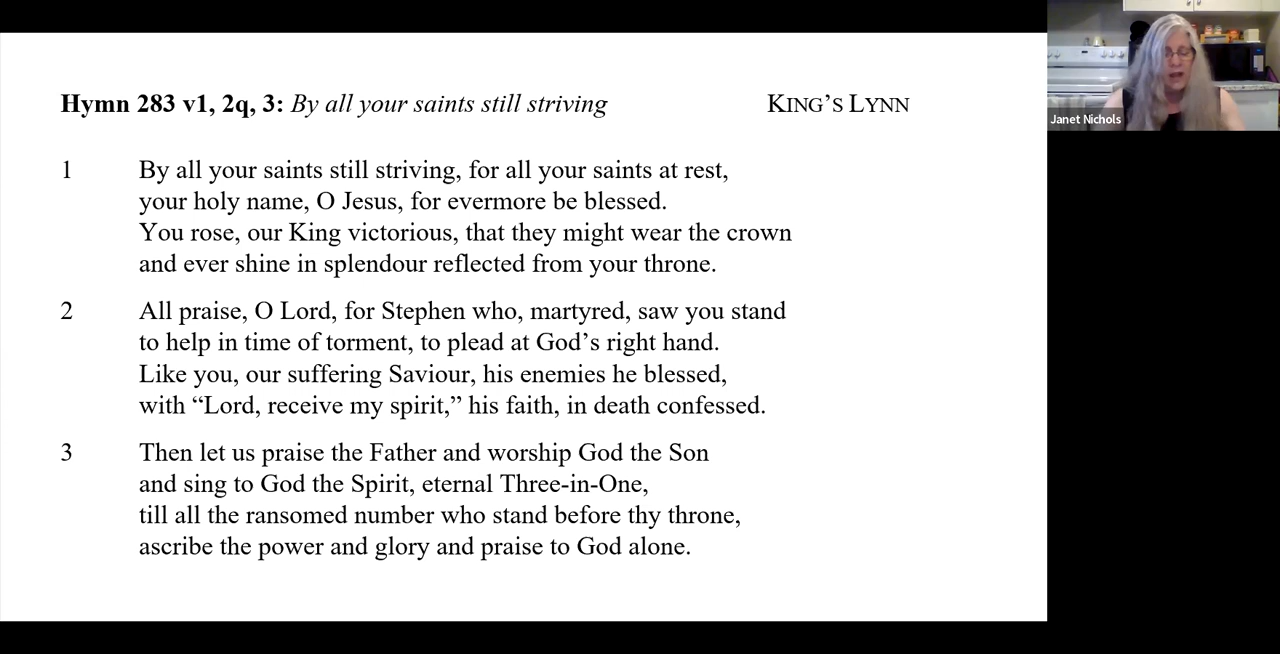 Hymn 283 v1, 2q, 3: By all your saints still striving KING'S LYNN
Janet Nichols
1 By all your saints still striving, for all your saints at rest,
your holy name, O Jesus, for evermore be blessed.
You rose, our King victorious, that they might wear the crown
and ever shine in splendour reflected from your throne.
2 All praise, O Lord, for Stephen who, martyred, saw you stand
to help in time of torment, to plead at God's right hand.
Like you, our suffering Saviour, his enemies he blessed,
with “Lord, receive my spirit,” his faith, in death confessed.
3 Then let us praise the Father and worship God the Son
and sing to God the Spirit, eternal Three-in-One,
till all the ransomed number who stand before thy throne,
ascribe the power and glory and praise to God alone.